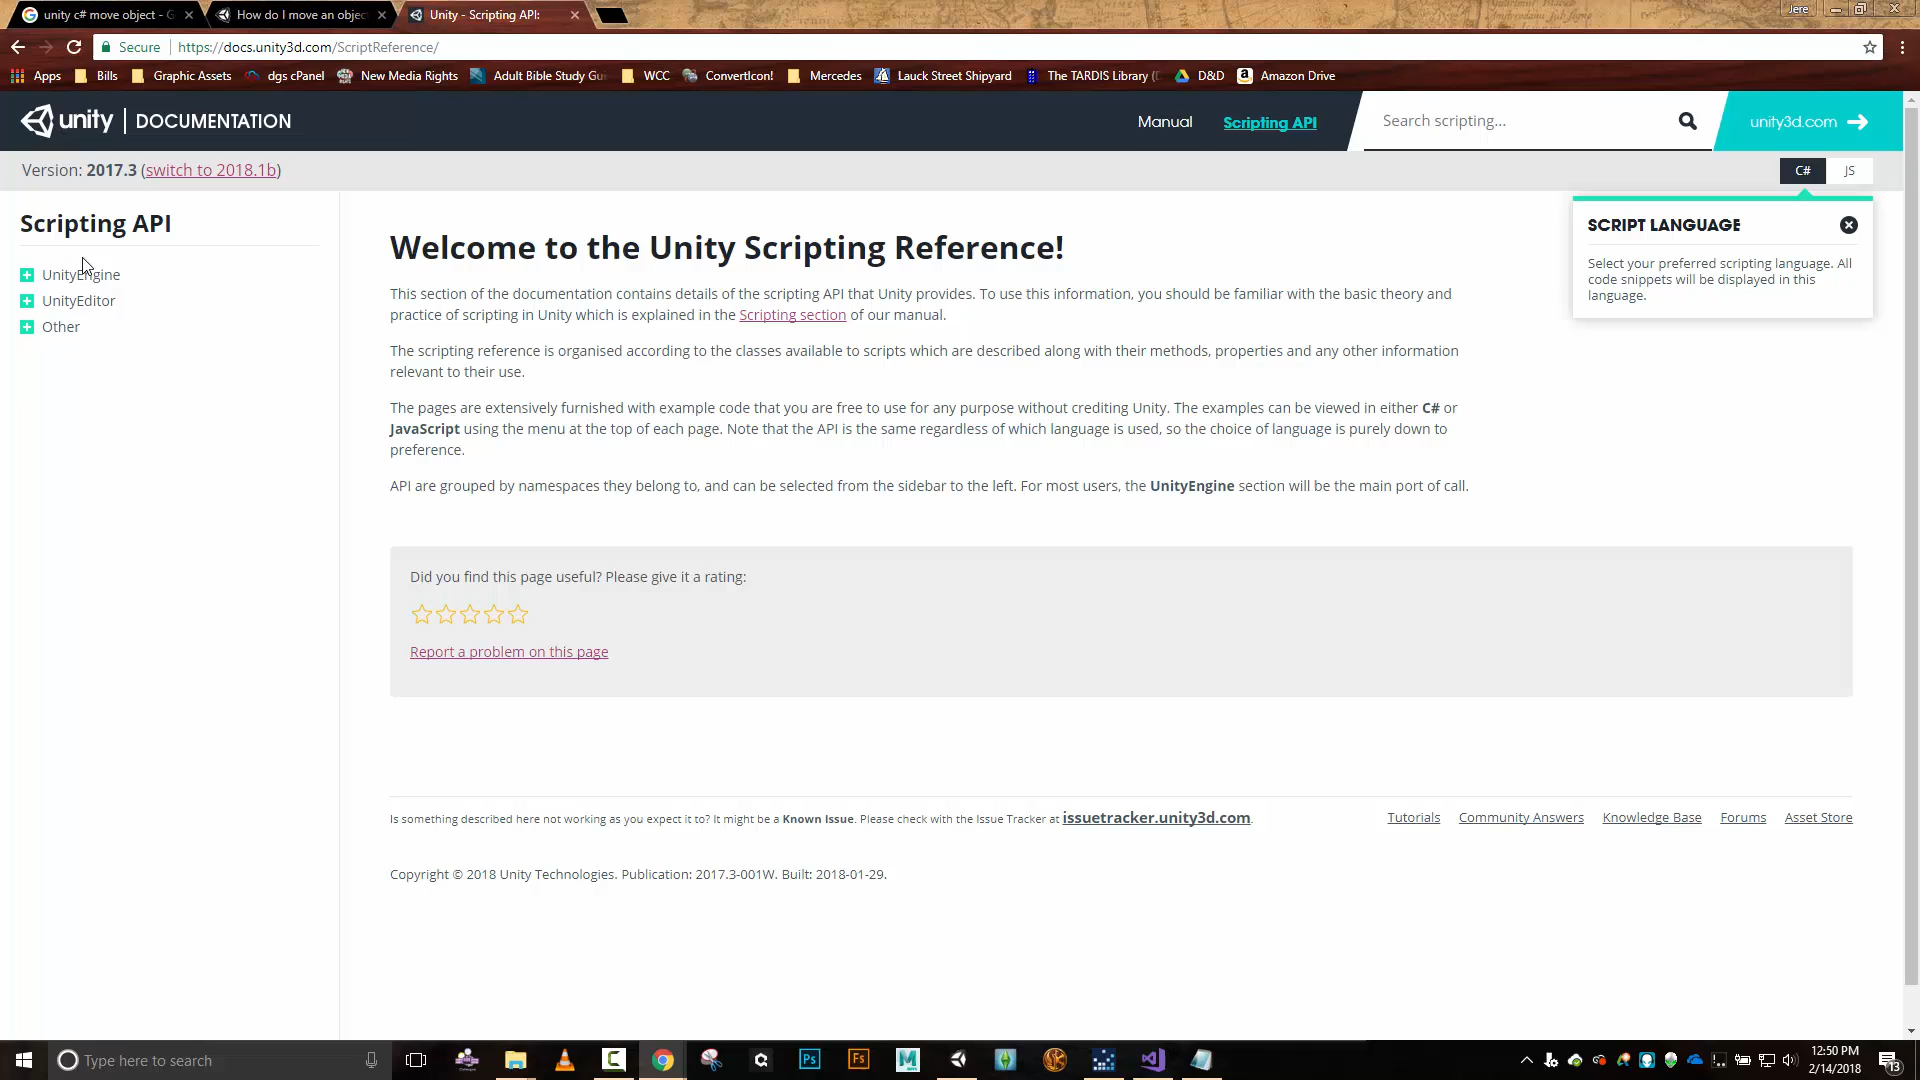 unity c# move object - G
How do I move an objec
Unity - Scripting API:
Jere
Secure
https://docs.unity3d.com/ScriptReference/
Apps
Bills
Graphic Assets
dgs cPanel
New Media Rights
Adult Bible Study Gui
WCC
ConvertIcon!
Mercedes
Lauck Street Shipyard
The TARDIS Library (
D&D
Amazon Drive
unity | DOCUMENTATION
Manual
Scripting API
Search scripting...
unity3d.com
Version: 2017.3 (switch to 2018.1b)
C#
JS
Scripting API
UnityEngine
UnityEditor
Other
SCRIPT LANGUAGE
Select your preferred scripting language. All
code snippets will be displayed in this
language.
Welcome to the Unity Scripting Reference!
This section of the documentation contains details of the scripting API that Unity provides. To use this information, you should be familiar with the basic theory and
practice of scripting in Unity which is explained in the Scripting section of our manual.
The scripting reference is organised according to the classes available to scripts which are described along with their methods, properties and any other information
relevant to their use.
The pages are extensively furnished with example code that you are free to use for any purpose without crediting Unity. The examples can be viewed in either C# or
JavaScript using the menu at the top of each page. Note that the API is the same regardless of which language is used, so the choice of language is purely down to
preference.
API are grouped by namespaces they belong to, and can be selected from the sidebar to the left. For most users, the UnityEngine section will be the main port of call.
Did you find this page useful? Please give it a rating:
Report a problem on this page
Is something described here not working as you expect it to? It might be a Known Issue. Please check with the Issue Tracker at issuetracker.unity3d.com.
Tutorials
Community Answers
Knowledge Base
Forums
Asset Store
Copyright © 2018 Unity Technologies. Publication: 2017.3-001W. Built: 2018-01-29.
Type here to search
Ps
Fs
M
12:50 PM
2/14/2018
13